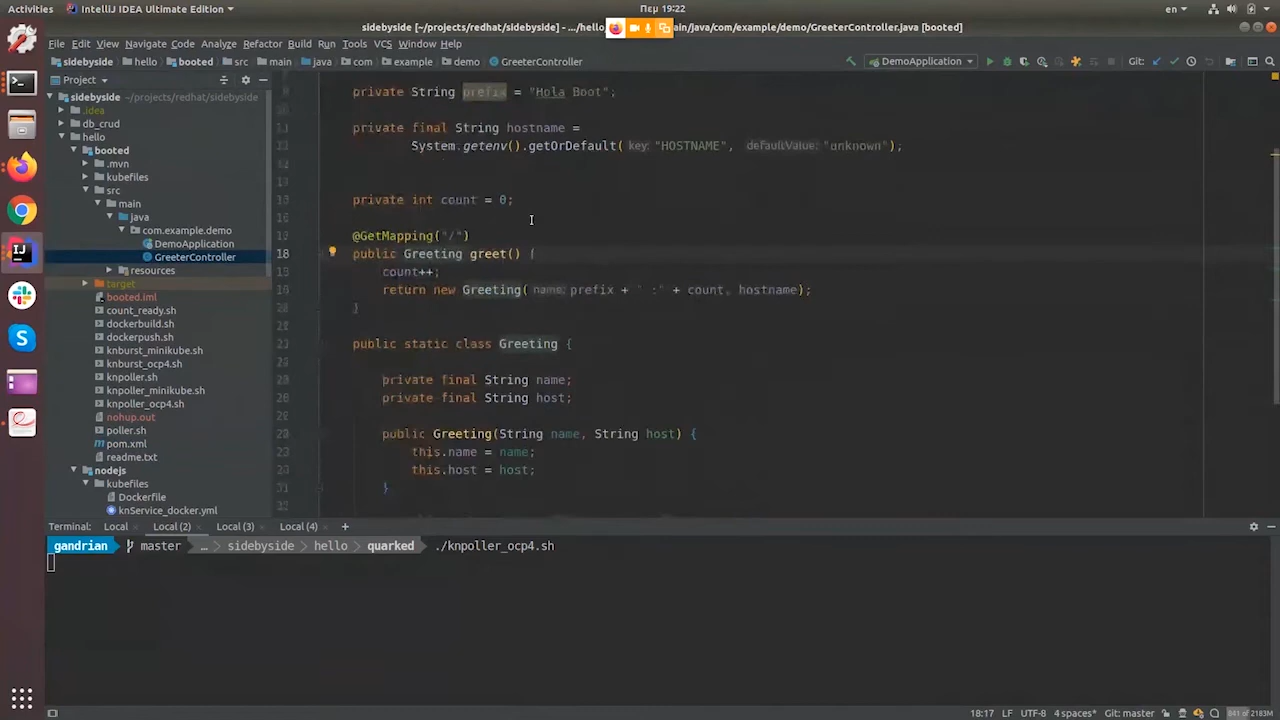 Activities IntelliJ IDEA Ultimate Edition Πεμ 19:22 en
sidebyside [~/projects/redhat/sidebyside] - .../hello ain/java/com/example/demo/GreeterController.java [booted]
File Edit View Navigate Code Analyze Refactor Build Run Tools VCS Window Help
sidebyside hello booted src main java com example demo GreeterController DemoApplication Git:
Project
sidebyside ~/projects/redhat/sidebyside
.idea
db_crud
hello
booted
.mvn
kubefiles
src
main
java
com.example.demo
DemoApplication
GreeterController
resources
target
booted.iml
count_ready.sh
dockerbuild.sh
dockerpush.sh
knburst_minikube.sh
knburst_ocp4.sh
knpoller.sh
knpoller_minikube.sh
knpoller_ocp4.sh
nohup.out
poller.sh
pom.xml
readme.txt
nodejs
kubefiles
Dockerfile
knService_docker.yml
private String prefix = "Hola Boot";
private final String hostname =
System.getenv().getOrDefault( key: "HOSTNAME", defaultValue: "unknown");
private int count = 0;
@GetMapping("/")
18 public Greeting greet() {
count++;
return new Greeting( name: prefix + " :" + count, hostname);
}
public static class Greeting {
private final String name;
private final String host;
public Greeting(String name, String host) {
this.name = name;
this.host = host;
}
Terminal: Local Local (2) Local (3) Local (4) +
gandrian master … sidebyside hello quarked ./knpoller_ocp4.sh
18:17 LF UTF-8 4 spaces Git: master 841 of 2183M